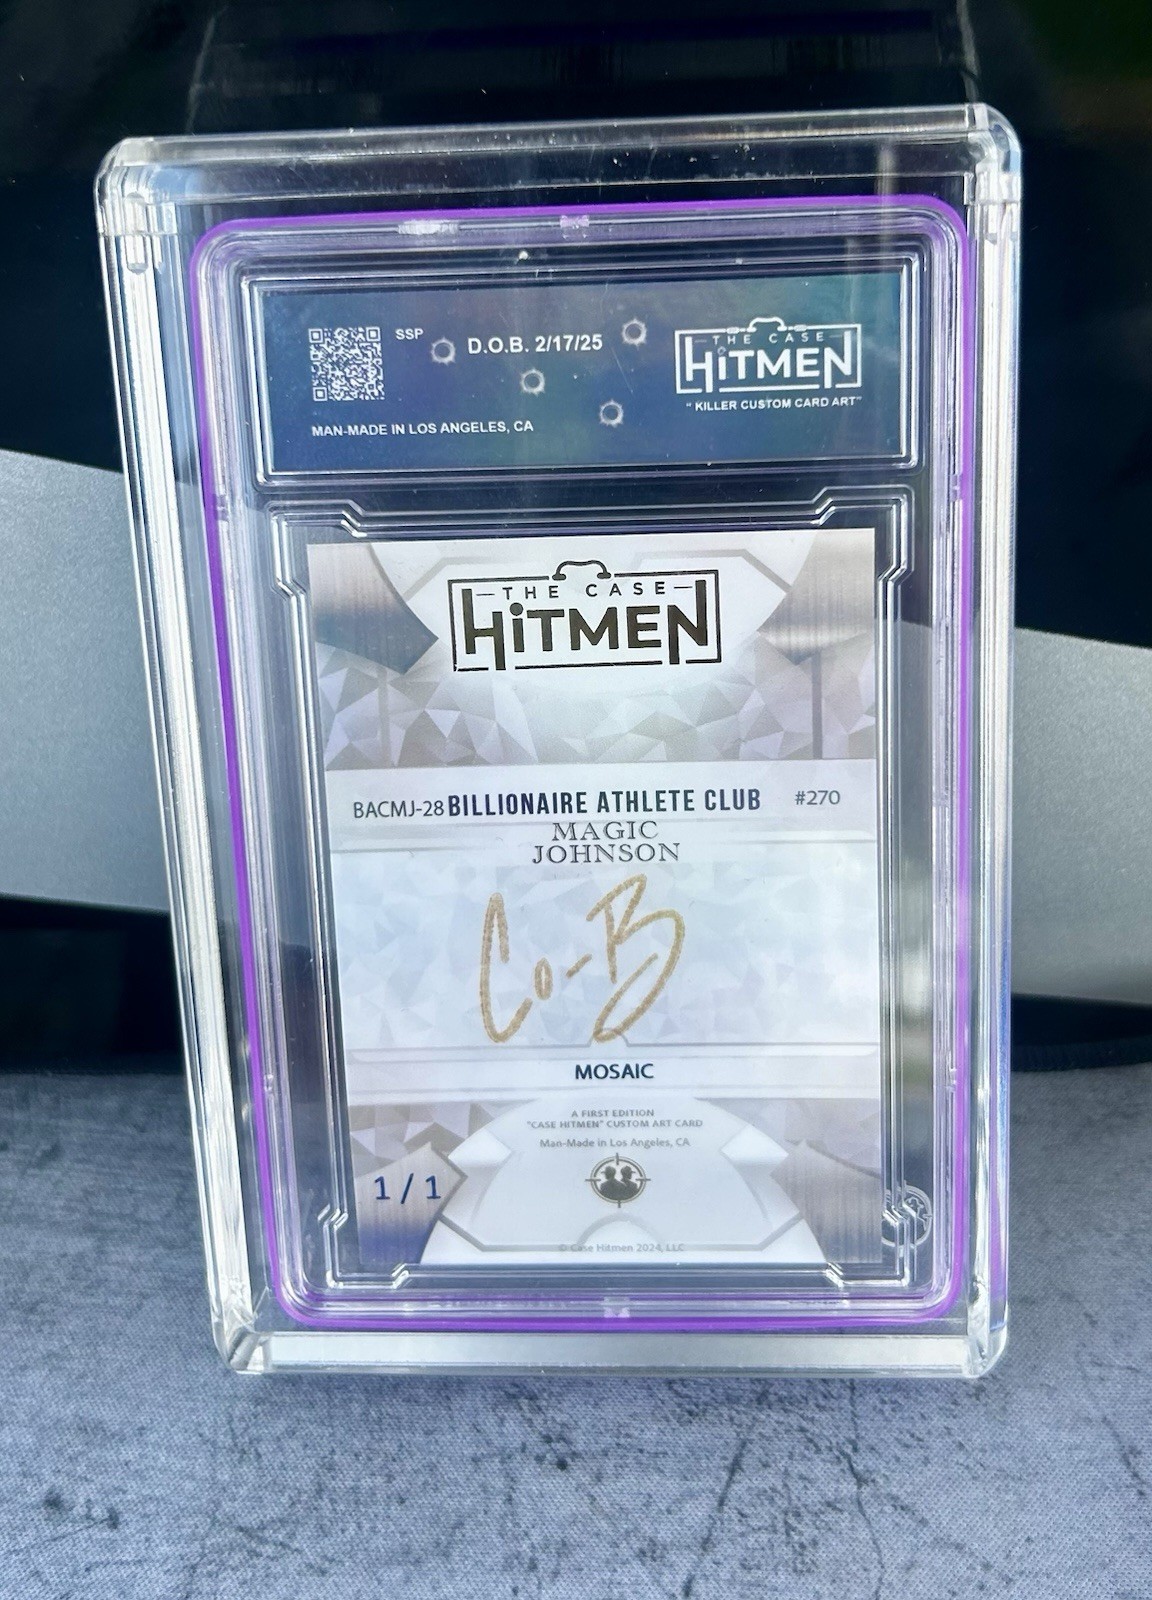 SSP
D.O.B. 2/17/25
THE CASE
HiTMEN
" KILLER CUSTOM CARD ART"
MAN-MADE IN LOS ANGELES, CA
THE CASE
HiTMEN
BACMJ-28 BILLIONAIRE ATHLETE CLUB #270
MAGIC
JOHNSON
Co-B
MOSAIC
A FIRST EDITION
"CASE HITMEN" CUSTOM ART CARD
Man-Made in Los Angeles, CA
1 / 1
© Case Hitmen 2024, LLC